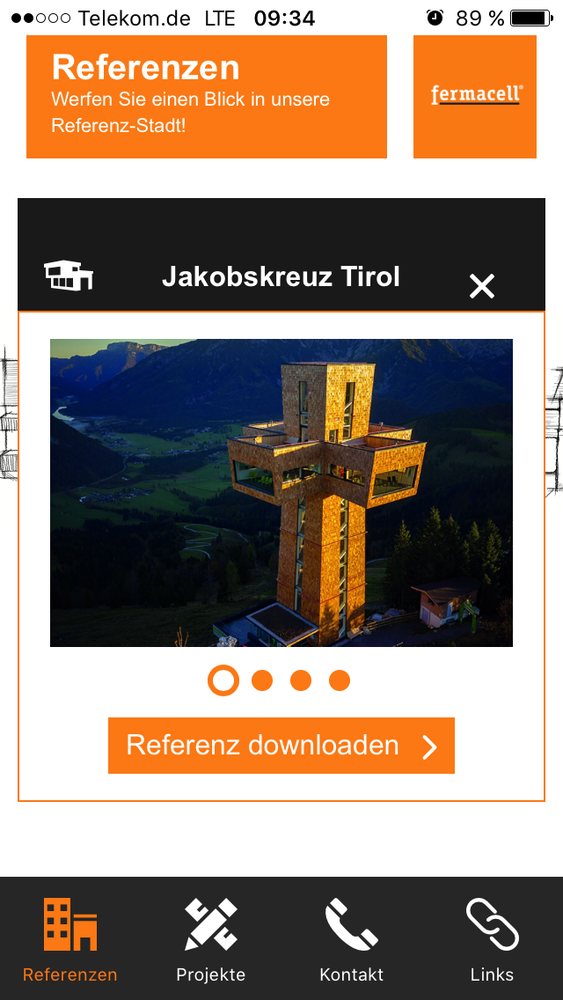 Telekom.de LTE 09:34 89 %
Referenzen
Werfen Sie einen Blick in unsere
Referenz-Stadt!
fermacell®
Jakobskreuz Tirol
Referenz downloaden
Referenzen Projekte Kontakt Links